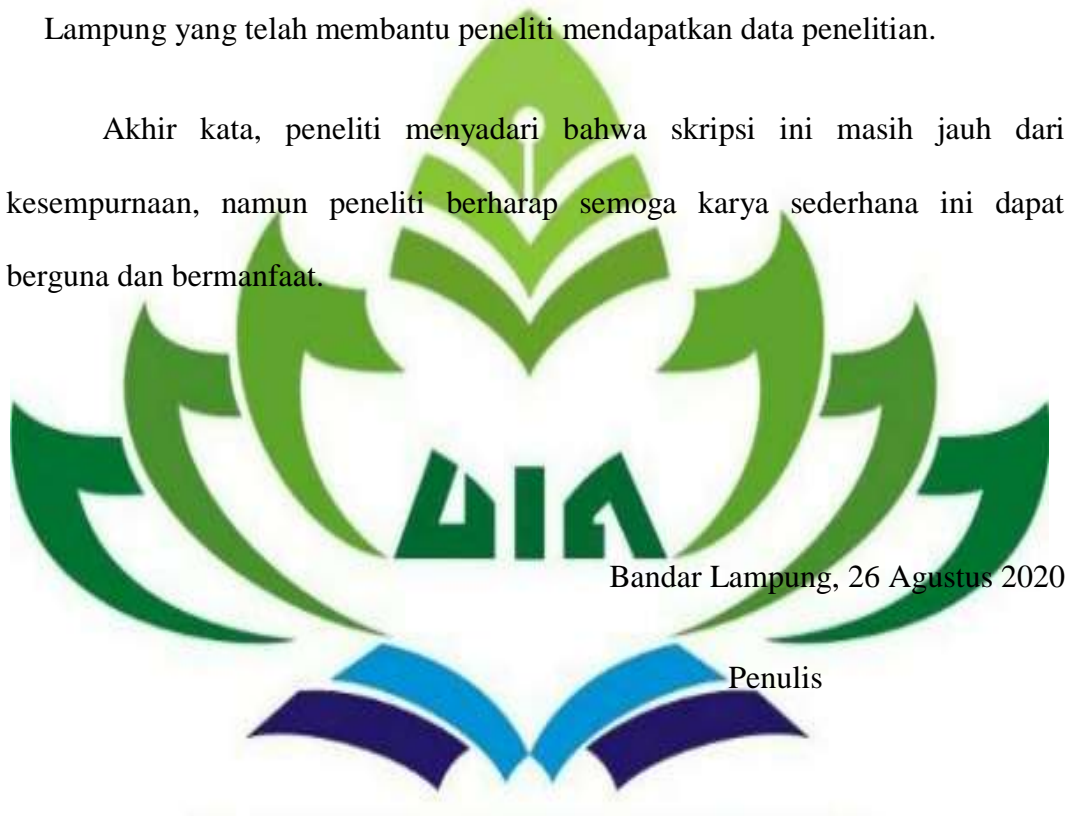 Lampung yang telah membantu peneliti mendapatkan data penelitian.
Akhir kata, peneliti menyadari bahwa skripsi ini masih jauh dari
kesempurnaan, namun peneliti berharap semoga karya sederhana ini dapat
berguna dan bermanfaat.
UIN
Bandar Lampung, 26 Agustus 2020
Penulis